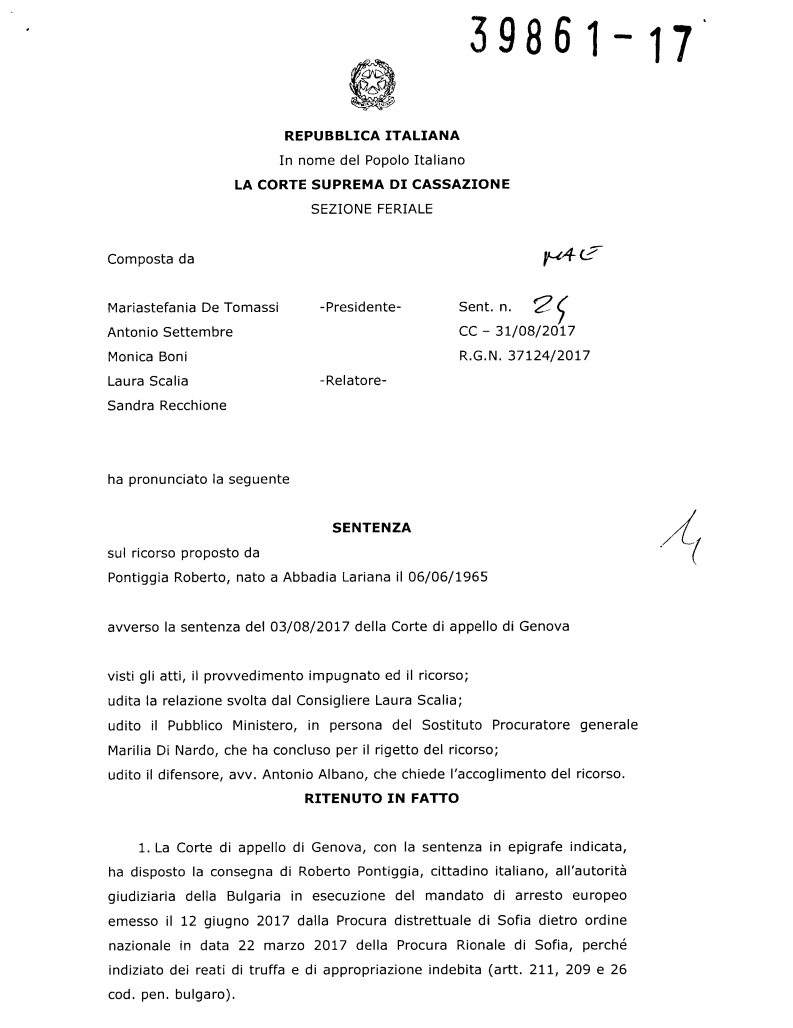 39861-17
REPUBBLICA ITALIANA
In nome del Popolo Italiano
LA CORTE SUPREMA DI CASSAZIONE
SEZIONE FERIALE
Composta da MAE
Mariastefania De Tomassi -Presidente- Sent. n.
Antonio Settembre CC – 31/08/2017
Monica Boni R.G.N. 37124/2017
Laura Scalia -Relatore-
Sandra Recchione
ha pronunciato la seguente
SENTENZA
sul ricorso proposto da
Pontiggia Roberto, nato a Abbadia Lariana il 06/06/1965
avverso la sentenza del 03/08/2017 della Corte di appello di Genova
visti gli atti, il provvedimento impugnato ed il ricorso;
udita la relazione svolta dal Consigliere Laura Scalia;
udito il Pubblico Ministero, in persona del Sostituto Procuratore generale
Marilia Di Nardo, che ha concluso per il rigetto del ricorso;
udito il difensore, avv. Antonio Albano, che chiede l'accoglimento del ricorso.
RITENUTO IN FATTO
1. La Corte di appello di Genova, con la sentenza in epigrafe indicata,
ha disposto la consegna di Roberto Pontiggia, cittadino italiano, all'autorità
giudiziaria della Bulgaria in esecuzione del mandato di arresto europeo
emesso il 12 giugno 2017 dalla Procura distrettuale di Sofia dietro ordine
nazionale in data 22 marzo 2017 della Procura Rionale di Sofia, perché
indiziato dei reati di truffa e di appropriazione indebita (artt. 211, 209 e 26
cod. pen. bulgaro).